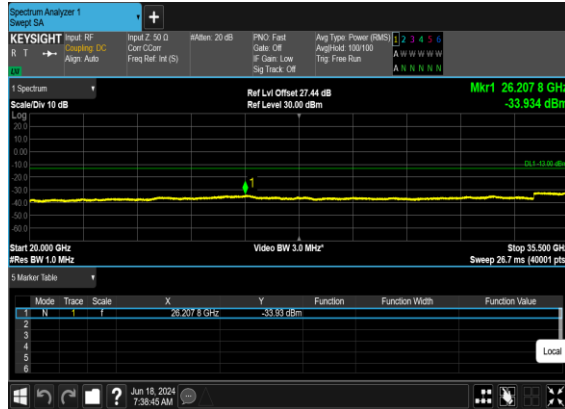 Spectrum Analyzer 1
Swept SA
KEYSIGHT Input: RF Input Z: 50 Ω #Atten: 20 dB PNO: Fast Avg Type: Power (RMS) 1 2 3 4 5 6
R T Coupling: DC Corr CCorr Gate: Off Avg|Hold: 100/100 A W W W W W
Align: Auto Freq Ref: Int (S) IF Gain: Low Trig: Free Run
Sig Track: Off A N N N N N
1 Spectrum Ref Lvl Offset 27.44 dB Mkr1 26.207 8 GHz
Scale/Div 10 dB Ref Level 30.00 dBm -33.934 dBm
Log
20.0
10.0
0.00
-10.0 DL1 -13.00 dBm
-20.0
-30.0 1
-40.0
-50.0
-60.0
Start 20.000 GHz Video BW 3.0 MHz* Stop 35.500 GHz
#Res BW 1.0 MHz Sweep 26.7 ms (40001 pts)
5 Marker Table
Mode Trace Scale X Y Function Function Width Function Value
1 N 1 f 26.207 8 GHz -33.93 dBm
2
3
4
5
6
Local
? Jun 18, 2024
7:38:45 AM